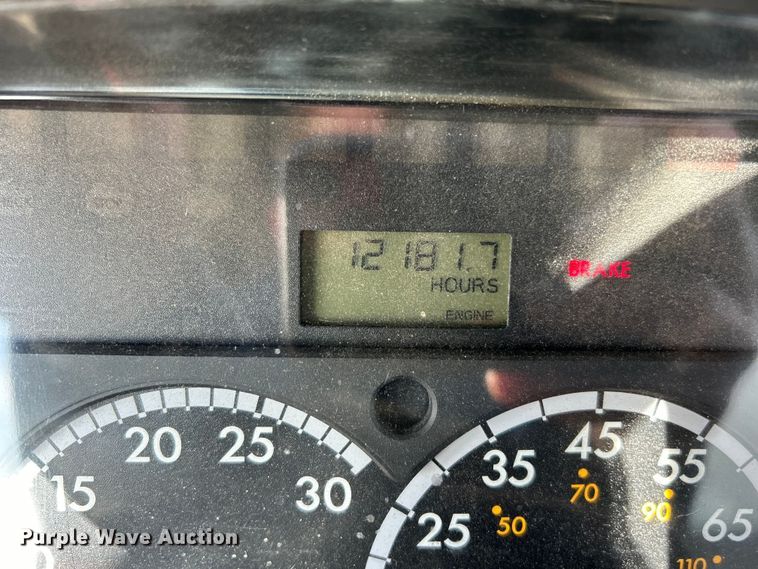 12181.7
HOURS
ENGINE
BRAKE
15 20 25 30
25 35 45 55 65
50 70 90 110
Purple Wave Auction